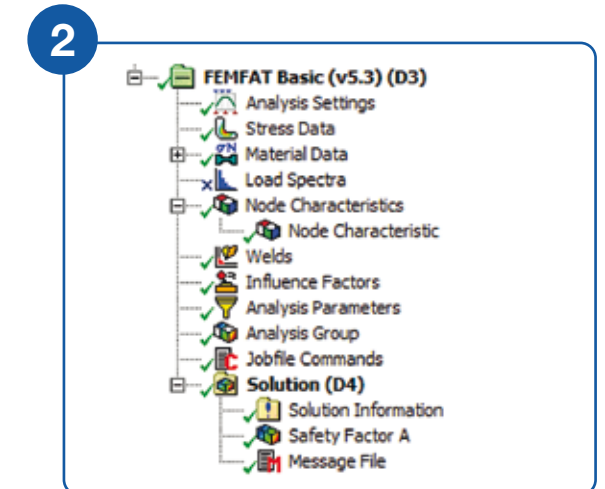 2
FEMFAT Basic (v5.3) (D3)
Analysis Settings
Stress Data
σN
Material Data
Load Spectra
Node Characteristics
Node Characteristic
Welds
Influence Factors
Analysis Parameters
Analysis Group
C
Jobfile Commands
Solution (D4)
Solution Information
Safety Factor A
M
Message File